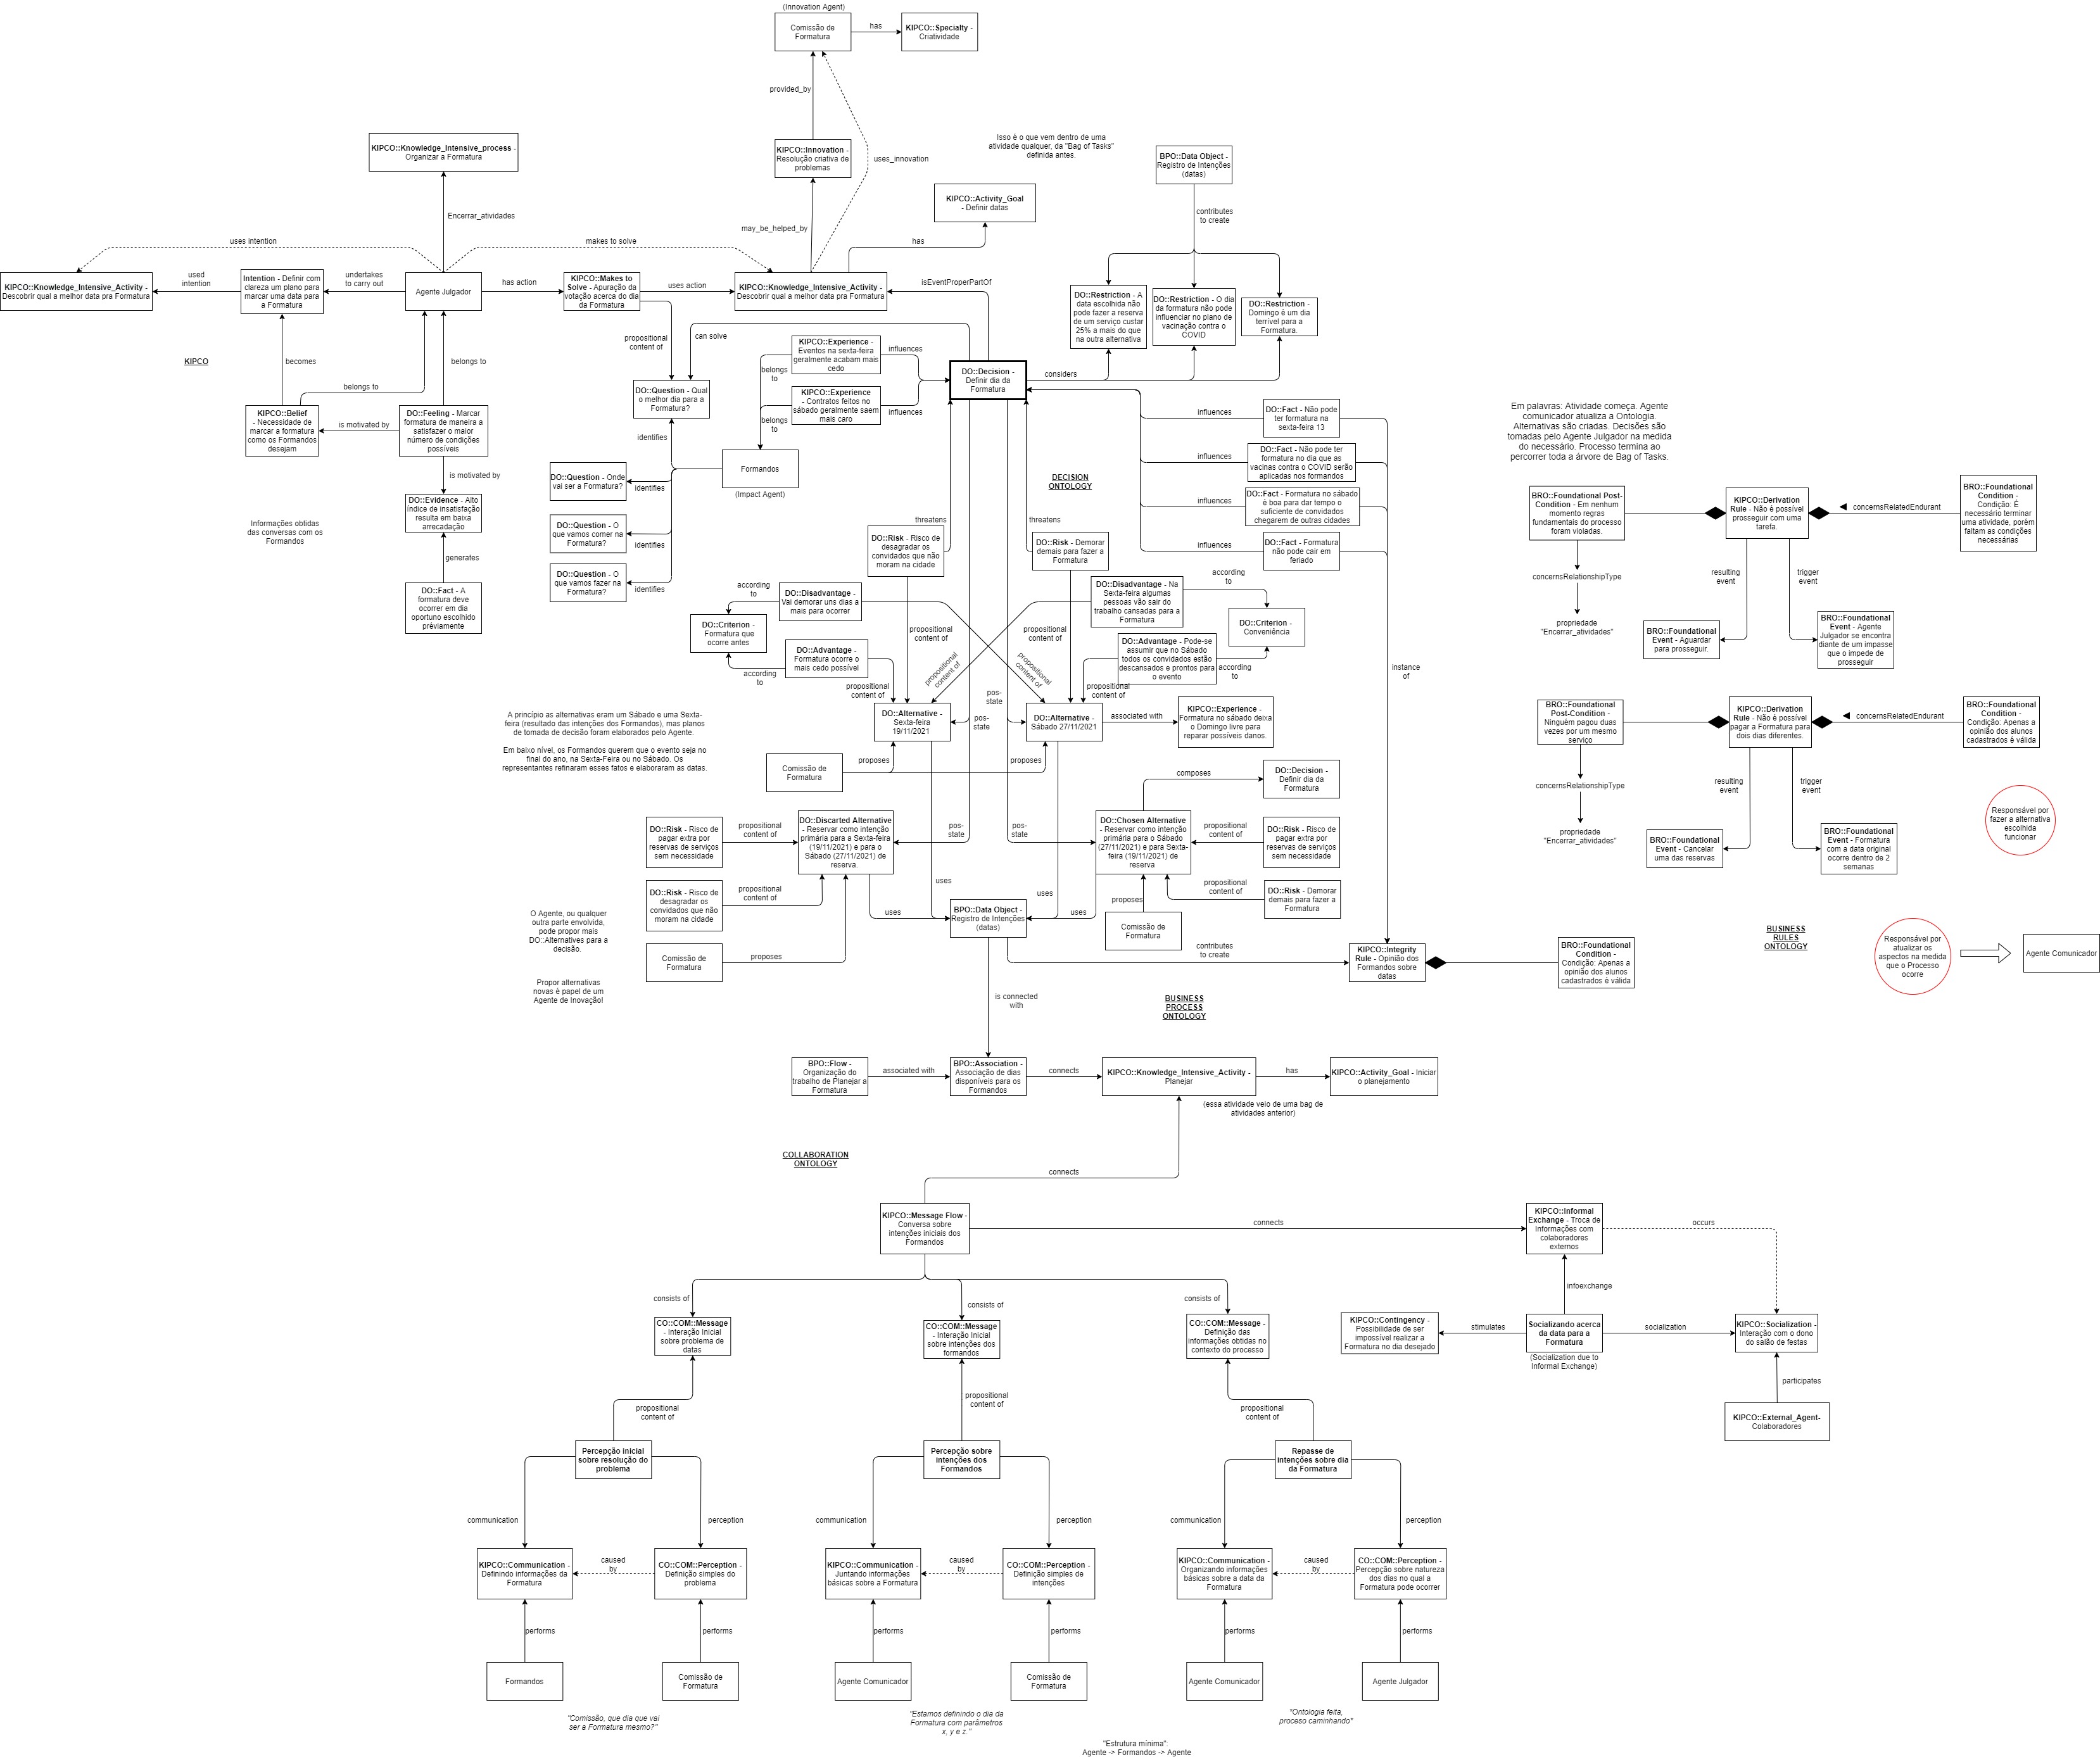 (Innovation Agent)
Comissão de
Formatura
has
KIPCO::Specialty -
Criatividade
provided_by
uses_innovation
KIPCO::Innovation -
Resolução criativa de
problemas
may_be_helped_by
Isso é o que vem dentro de uma
atividade qualquer, da "Bag of Tasks"
definida antes.
BPO::Data Object -
Registro de Intenções
(datas)
contributes
to create
KIPCO::Knowledge_Intensive_process -
Organizar a Formatura
Encerrar_atividades
KIPCO::Activity_Goal
- Definir datas
has
uses intention
makes to solve
KIPCO::Knowledge_Intensive_Activity -
Descobrir qual a melhor data pra Formatura
used
intention
Intention - Definir com
clareza um plano para
marcar uma data para
a Formatura
undertakes
to carry out
Agente Julgador
has action
KIPCO::Makes to
Solve - Apuração da
votação acerca do dia
da Formatura
uses action
KIPCO::Knowledge_Intensive_Activity -
Descobrir qual a melhor data pra Formatura
isEventProperPartOf
DO::Restriction - A
data escolhida não
pode fazer a reserva
de um serviço custar
25% a mais do que
na outra alternativa
DO::Restriction - O dia
da formatura não pode
influenciar no plano de
vacinação contra o
COVID
DO::Restriction -
Domingo é um dia
terrível para a
Formatura.
KIPCO
becomes
belongs to
belongs to
propositional
content of
can solve
KIPCO::Experience -
Eventos na sexta-feira
geralmente acabam mais
cedo
influences
belongs
to
KIPCO::Experience
- Contratos feitos no
sábado geralmente saem
mais caro
influences
belongs
to
DO::Decision -
Definir dia da
Formatura
considers
DO::Question - Qual
o melhor dia para a
Formatura?
KIPCO::Belief
- Necessidade de
marcar a formatura
como os Formandos
desejam
is motivated by
DO::Feeling - Marcar
formatura de maneira a
satisfazer o maior
número de condições
possíveis
is motivated by
DO::Evidence - Alto
índice de insatisfação
resulta em baixa
arrecadação
generates
DO::Fact - A
formatura deve
ocorrer em dia
oportuno escolhido
préviamente
Informações obtidas
das conversas com os
Formandos
identifies
DO::Question - Onde
vai ser a Formatura?
identifies
DO::Question - O
que vamos comer na
Formatura?
identifies
DO::Question - O
que vamos fazer na
Formatura?
identifies
Formandos
(Impact Agent)
DECISION
ONTOLOGY
influences
DO::Fact - Não pode
ter formatura na
sexta-feira 13
influences
DO::Fact - Não pode ter
formatura no dia que as
vacinas contra o COVID serão
aplicadas nos formandos
influences
DO::Fact - Formatura no sábado
é boa para dar tempo o
suficiente de convidados
chegarem de outras cidades
influences
DO::Fact - Formatura
não pode cair em
feriado
instance
of
threatens
DO::Risk - Risco de
desagradar os
convidados que não
moram na cidade
threatens
DO::Risk - Demorar
demais para fazer a
Formatura
according
to
DO::Disadvantage -
Vai demorar uns dias a
mais para ocorrer
DO::Criterion -
Formatura que
ocorre antes
DO::Advantage -
Formatura ocorre o
mais cedo possível
according
to
propositional
content of
propositional
content of
propositional
content of
propositional
content of
propositional
content of
DO::Disadvantage - Na
Sexta-feira algumas
pessoas vão sair do
trabalho cansadas para a
Formatura
according
to
DO::Criterion -
Conveniência
DO::Advantage - Pode-se
assumir que no Sábado
todos os convidados estão
descansados e prontos para
o evento
according
to
propositional
content of
DO::Alternative -
Sexta-feira
19/11/2021
pos-
state
pos-
state
DO::Alternative -
Sábado 27/11/2021
associated with
KIPCO::Experience -
Formatura no sábado deixa
o Domingo livre para
reparar possíveis danos.
A princípio as alternativas eram um Sábado e uma Sexta-
feira (resultado das intenções dos Formandos), mas planos
de tomada de decisão foram elaborados pelo Agente.
Em baixo nível, os Formandos querem que o evento seja no
final do ano, na Sexta-Feira ou no Sábado. Os
representantes refinaram esses fatos e elaboraram as datas.
Comissão de
Formatura
proposes
proposes
composes
DO::Decision -
Definir dia da
Formatura
DO::Risk - Risco de
pagar extra por
reservas de serviços
sem necessidade
propositional
content of
DO::Discarted Alternative
- Reservar como intenção
primária para a Sexta-feira
(19/11/2021) e para o
Sábado (27/11/2021) de
reserva.
pos-
state
pos-
state
DO::Chosen Alternative
- Reservar como intenção
primária para o Sábado
(27/11/2021) e para Sexta-
feira (19/11/2021) de
reserva
propositional
content of
DO::Risk - Risco de
pagar extra por
reservas de serviços
sem necessidade
DO::Risk - Risco de
desagradar os
convidados que não
moram na cidade
propositional
content of
uses
uses
propositional
content of
DO::Risk - Demorar
demais para fazer a
Formatura
O Agente, ou qualquer
outra parte envolvida,
pode propor mais
DO::Alternatives para a
decisão.
Propor alternativas
novas é papel de um
Agente de Inovação!
Comissão de
Formatura
proposes
uses
BPO::Data Object -
Registro de Intenções
(datas)
uses
proposes
Comissão de
Formatura
contributes
to create
KIPCO::Integrity
Rule - Opinião dos
Formandos sobre
datas
BRO::Foundational
Condition -
Condição: Apenas a
opinião dos alunos
cadastrados é válida
is connected
with
BUSINESS
PROCESS
ONTOLOGY
Em palavras: Atividade começa. Agente
comunicador atualiza a Ontologia.
Alternativas são criadas. Decisões são
tomadas pelo Agente Julgador na medida
do necessário. Processo termina ao
percorrer toda a árvore de Bag of Tasks.
BRO::Foundational Post-
Condition - Em nenhum
momento regras
fundamentais do processo
foram violadas.
KIPCO::Derivation
Rule - Não é possível
prosseguir com uma
tarefa.
concernsRelatedEndurant
BRO::Foundational
Condition -
Condição: É
necessário terminar
uma atividade, porém
faltam as condições
necessárias
concernsRelationshipType
resulting
event
trigger
event
propriedade
"Encerrar_atividades"
BRO::Foundational
Event - Aguardar
para prosseguir.
BRO::Foundational
Event - Agente
Julgador se encontra
diante de um impasse
que o impede de
prosseguir
BRO::Foundational
Post-Condition -
Ninguém pagou duas
vezes por um mesmo
serviço
KIPCO::Derivation
Rule - Não é possível
pagar a Formatura para
dois dias diferentes.
concernsRelatedEndurant
BRO::Foundational
Condition -
Condição: Apenas a
opinião dos alunos
cadastrados é válida
concernsRelationshipType
resulting
event
trigger
event
propriedade
"Encerrar_atividades"
BRO::Foundational
Event - Cancelar
uma das reservas
BRO::Foundational
Event - Formatura
com a data original
ocorre dentro de 2
semanas
Responsável por
fazer a alternativa
escolhida
funcionar
BUSINESS
RULES
ONTOLOGY
Responsável por
atualizar os
aspectos na medida
que o Processo
ocorre
Agente Comunicador
BPO::Flow -
Organização do
trabalho de Planejar a
Formatura
associated with
BPO::Association -
Associação de dias
disponíveis para os
Formandos
connects
KIPCO::Knowledge_Intensive_Activity -
Planejar
has
KIPCO::Activity_Goal - Iniciar
o planejamento
(essa atividade veio de uma bag de
atividades anterior)
COLLABORATION
ONTOLOGY
connects
KIPCO::Message Flow -
Conversa sobre
intenções iniciais dos
Formandos
connects
KIPCO::Informal
Exchange - Troca de
Informações com
colaboradores
externos
occurs
infoexchange
consists of
consists of
consists of
CO::COM::Message
- Interação Inicial
sobre problema de
datas
CO::COM::Message
- Interação Inicial
sobre intenções dos
formandos
CO::COM::Message -
Definição das
informações obtidas no
contexto do processo
KIPCO::Contingency -
Possibilidade de ser
impossível realizar a
Formatura no dia desejado
stimulates
Socializando acerca
da data para a
Formatura
(Socialization due to
Informal Exchange)
socialization
KIPCO::Socialization -
Interação com o dono
do salão de festas
participates
KIPCO::External_Agent-
Colaboradores
propositional
content of
propositional
content of
propositional
content of
Percepção inicial
sobre resolução do
problema
Percepção sobre
intenções dos
Formandos
Repasse de
intenções sobre dia
da Formatura
communication
perception
communication
perception
communication
perception
KIPCO::Communication -
Definindo informações da
Formatura
caused
by
CO::COM::Perception -
Definição simples do
problema
KIPCO::Communication -
Juntando informações
básicas sobre a Formatura
caused
by
CO::COM::Perception -
Definição simples de
intenções
KIPCO::Communication -
Organizando informações
básicas sobre a data da
Formatura
caused
by
CO::COM::Perception -
Percepção sobre natureza
dos dias no qual a
Formatura pode ocorrer
performs
performs
performs
performs
performs
performs
Formandos
Comissão de
Formatura
Agente Comunicador
Comissão de
Formatura
Agente Comunicador
Agente Julgador
"Comissão, que dia que vai
ser a Formatura mesmo?"
"Estamos definindo o dia da
Formatura com parâmetros
x, y e z."
*Ontologia feita,
proceso caminhando*
"Estrutura mínima":
Agente -> Formandos -> Agente